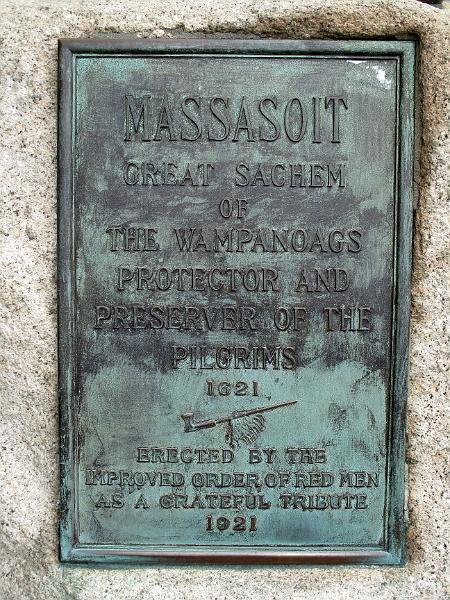 MASSASOIT
GREAT SACHEM
OF
THE WAMPANOAGS
PROTECTOR AND
PRESERVER OF THE
PILGRIMS
1621
ERECTED BY THE
IMPROVED ORDER OF RED MEN
AS A GRATEFUL TRIBUTE
1921